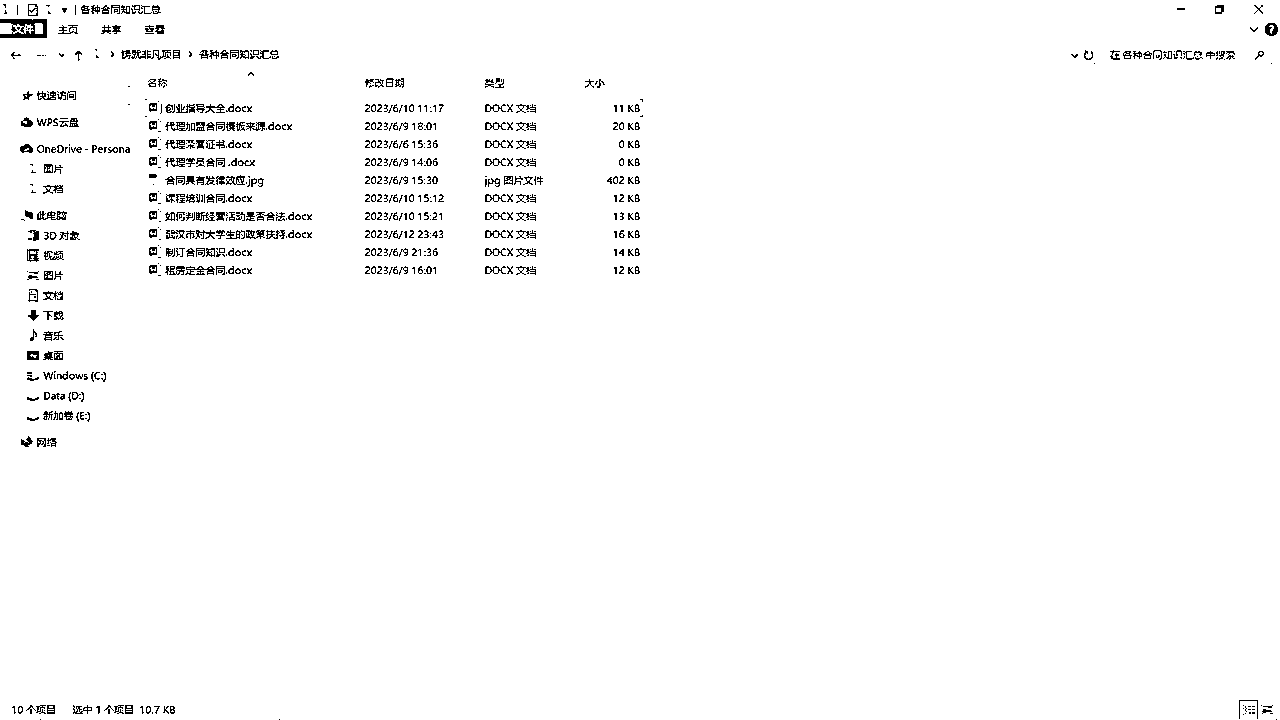 各种合同知识汇总
文件 主页 共享 查看
铸就非凡项目 › 各种合同知识汇总 在 各种合同知识汇总 中搜索
名称 修改日期 类型 大小
快速访问
WPS云盘
OneDrive - Persona
图片
文档
此电脑
3D 对象
视频
图片
文档
下载
音乐
桌面
Windows (C:)
Data (D:)
新加卷 (E:)
网络
创业指导大全.docx 2023/6/10 11:17 DOCX 文档 11 KB
代理加盟合同模板来源.docx 2023/6/9 18:01 DOCX 文档 20 KB
代理荣誉证书.docx 2023/6/6 15:36 DOCX 文档 0 KB
代理学员合同 .docx 2023/6/9 14:06 DOCX 文档 0 KB
合同具有发律效应.jpg 2023/6/9 15:30 jpg 图片文件 402 KB
课程培训合同.docx 2023/6/10 15:12 DOCX 文档 12 KB
如何判断经营活动是否合法.docx 2023/6/10 15:21 DOCX 文档 13 KB
武汉市对大学生的政策扶持.docx 2023/6/12 23:43 DOCX 文档 16 KB
制订合同知识.docx 2023/6/9 21:36 DOCX 文档 14 KB
租房定金合同.docx 2023/6/9 16:01 DOCX 文档 12 KB
10 个项目 选中 1 个项目 10.7 KB